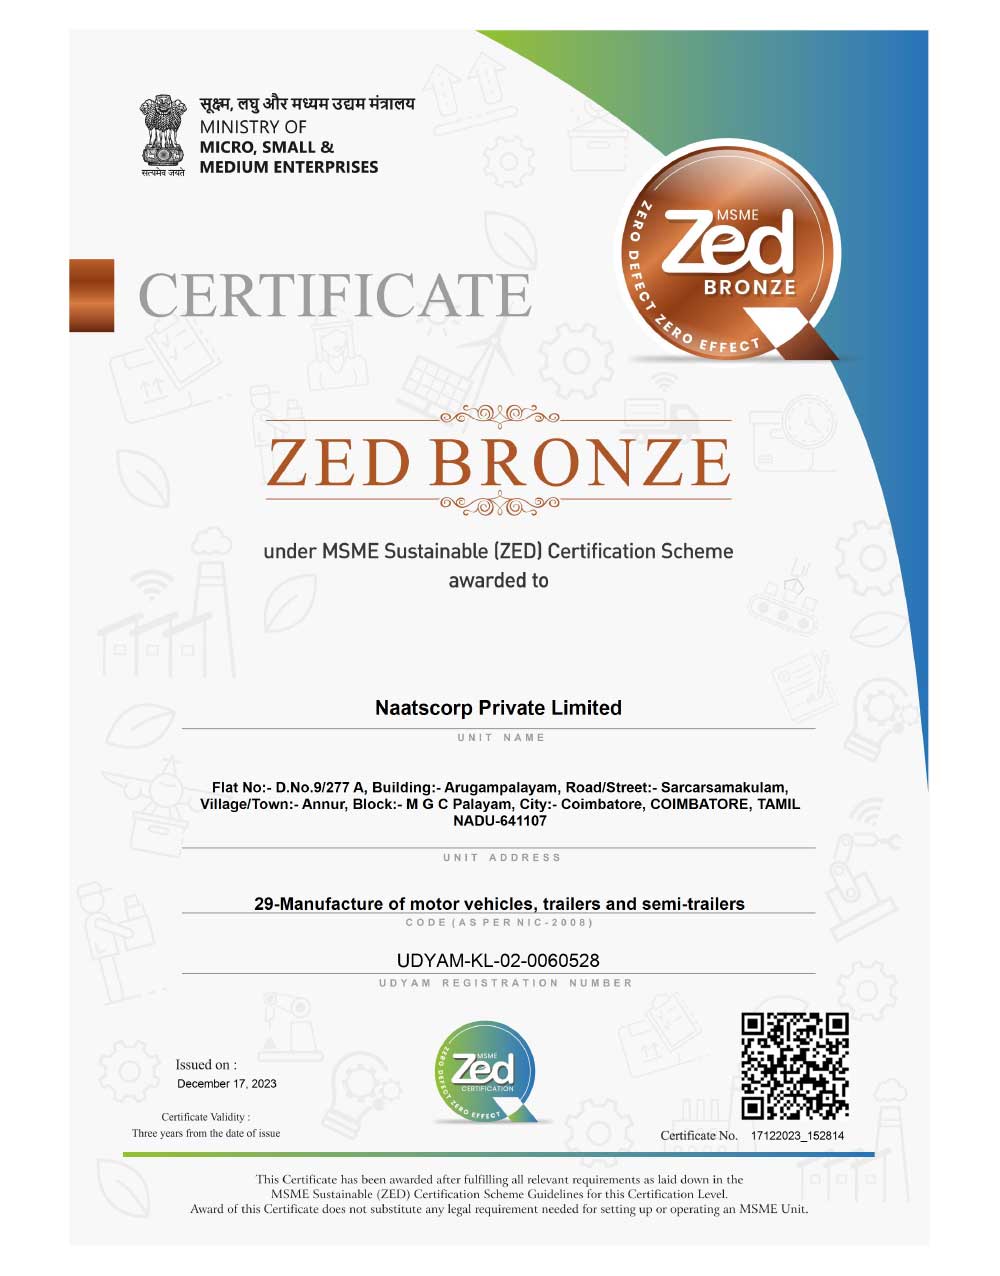 सूक्ष्म, लघु और मध्यम उद्यम मंत्रालय
MINISTRY OF
MICRO, SMALL &
MEDIUM ENTERPRISES
सत्यमेव जयते
MSME
Zed
BRONZE
ZERO DEFECT ZERO EFFECT
CERTIFICATE
ZED BRONZE
under MSME Sustainable (ZED) Certification Scheme
awarded to
Naatscorp Private Limited
UNIT NAME
Flat No:- D.No.9/277 A, Building:- Arugampalayam, Road/Street:- Sarcarsamakulam,
Village/Town:- Annur, Block:- M G C Palayam, City:- Coimbatore, COIMBATORE, TAMIL
NADU-641107
UNIT ADDRESS
29-Manufacture of motor vehicles, trailers and semi-trailers
CODE (AS PER NIC-2008)
UDYAM-KL-02-0060528
UDYAM REGISTRATION NUMBER
Issued on :
December 17, 2023
Certificate Validity :
Three years from the date of issue
MSME
Zed
CERTIFICATION
ZERO DEFECT ZERO EFFECT
Certificate No. 17122023_152814
This Certificate has been awarded after fulfilling all relevant requirements as laid down in the
MSME Sustainable (ZED) Certification Scheme Guidelines for this Certification Level.
Award of this Certificate does not substitute any legal requirement needed for setting up or operating an MSME Unit.